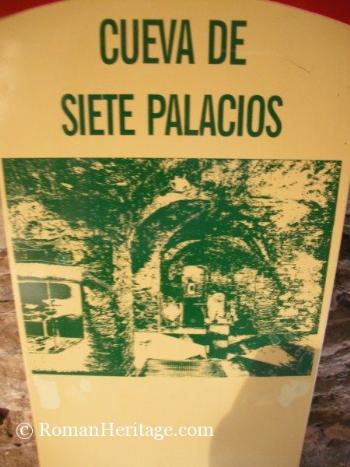 CUEVA DE
SIETE PALACIOS
© RomanHeritage.com